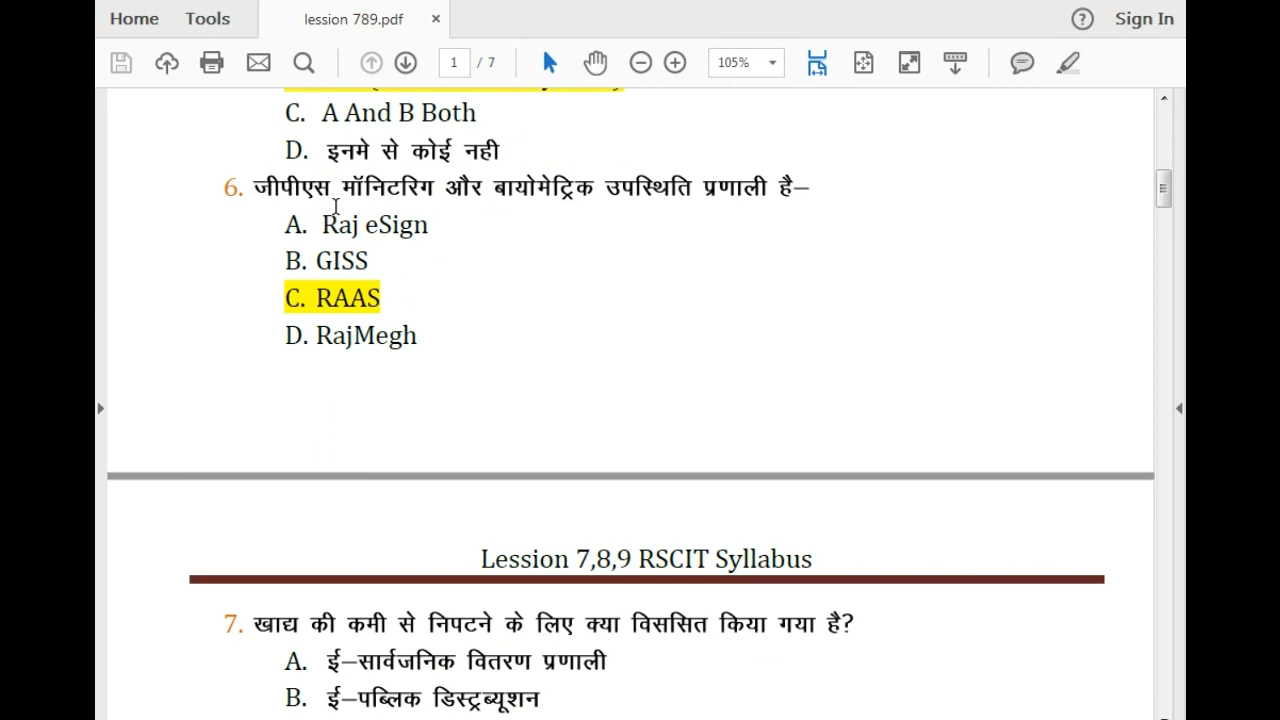 Home Tools lession 789.pdf × Sign In
1 / 7 105%
C. A And B Both
D. इनमे से कोई नही
6. जीपीएस मॉनिटरिग और बायोमेट्रिक उपस्थिति प्रणाली है–
A. Raj eSign
B. GISS
C. RAAS
D. RajMegh
Lession 7,8,9 RSCIT Syllabus
7. खाद्य की कमी से निपटने के लिए क्या विससित किया गया है?
A. ई–सार्वजनिक वितरण प्रणाली
B. ई–पब्लिक डिस्ट्रब्यूशन